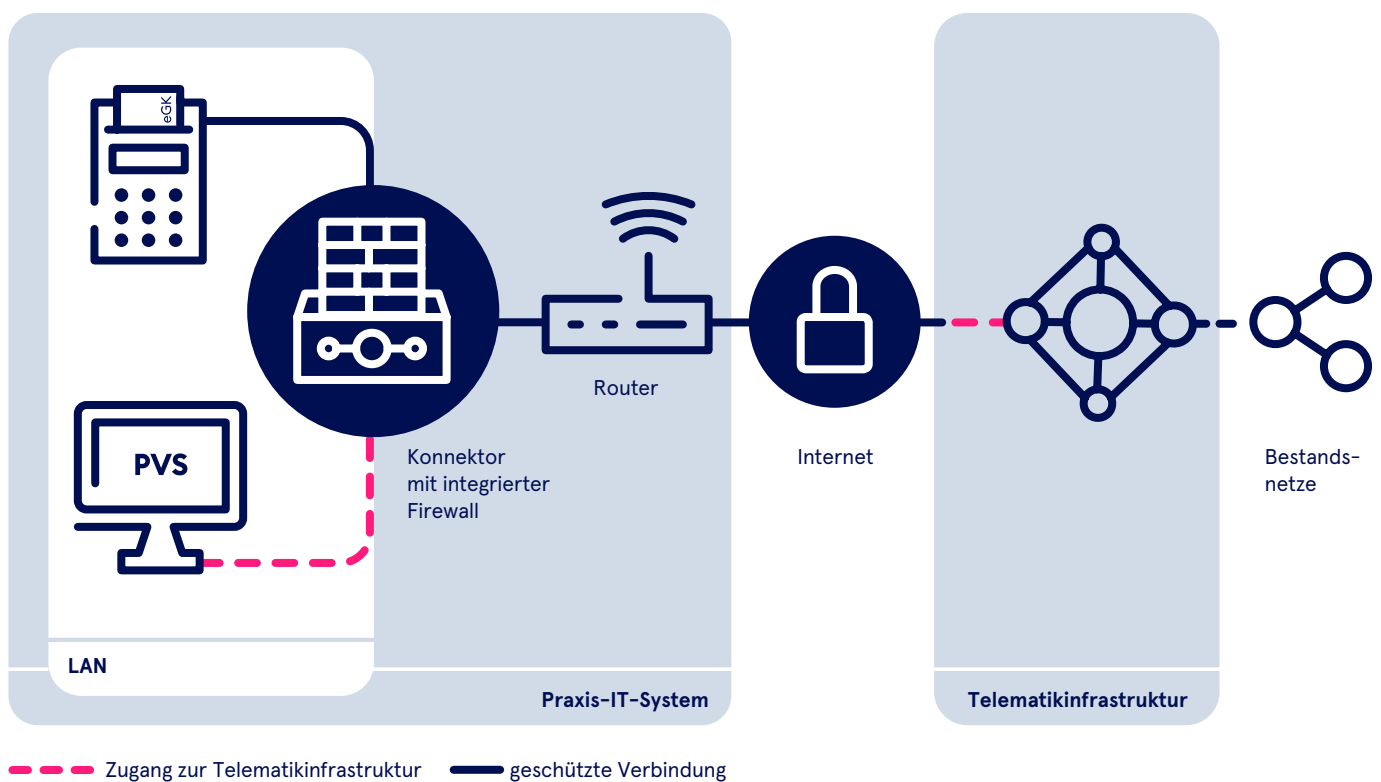 eGK
PVS
Router
Konnektor
mit integrierter
Firewall
Internet
Bestands-
netze
LAN
Praxis-IT-System
Telematikinfrastruktur
Zugang zur Telematikinfrastruktur
geschützte Verbindung